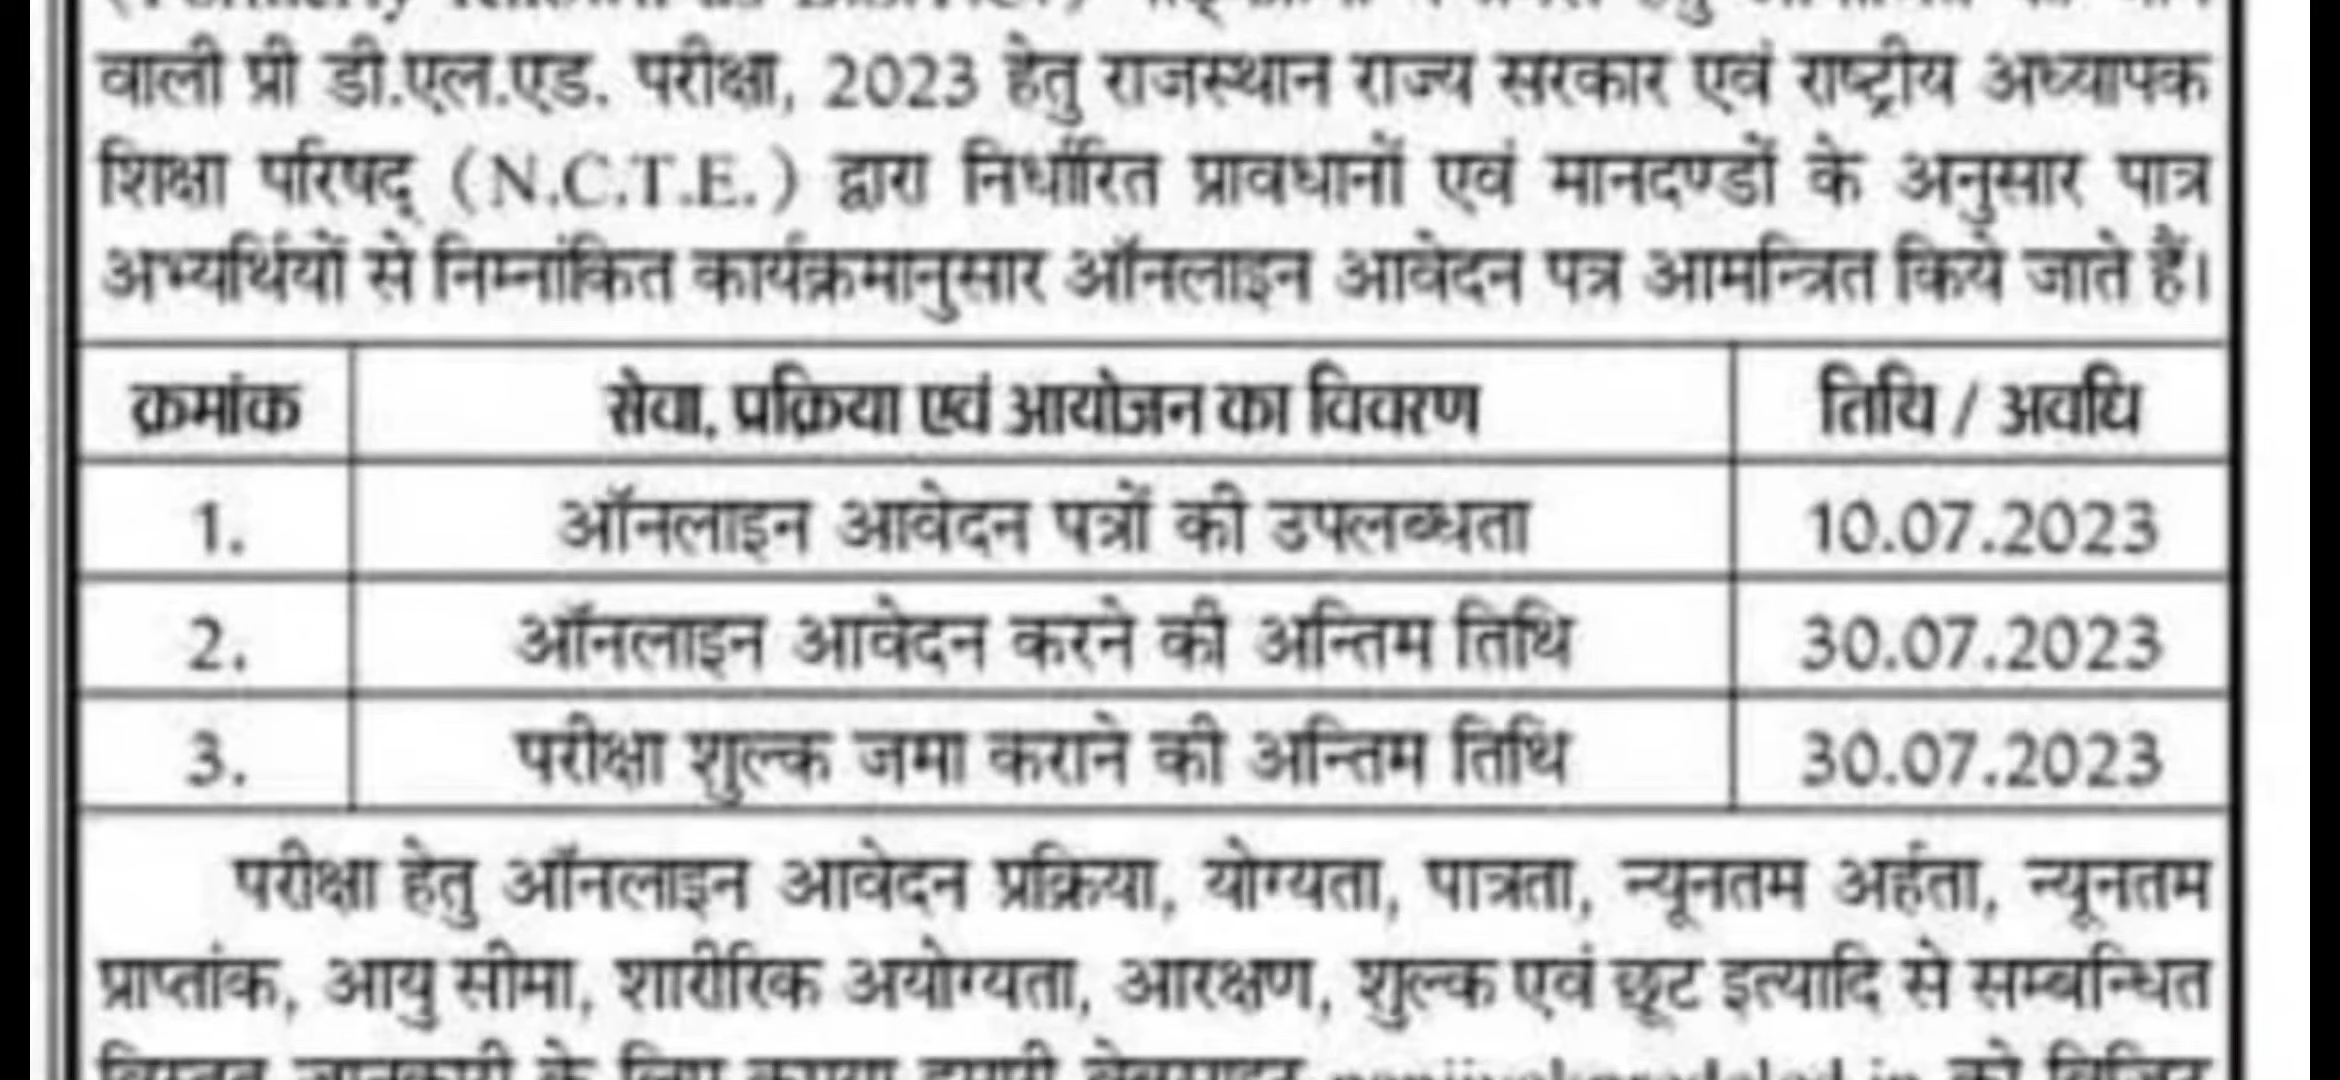 वाली प्री डी.एल.एड. परीक्षा, 2023 हेतु राजस्थान राज्य सरकार एवं राष्ट्रीय अध्यापक
शिक्षा परिषद् (N.C.T.E.) द्वारा निर्धारित प्रावधानों एवं मानदण्डों के अनुसार पात्र
अभ्यर्थियों से निम्नांकित कार्यक्रमानुसार ऑनलाइन आवेदन पत्र आमन्त्रित किये जाते हैं।
क्रमांक सेवा, प्रक्रिया एवं आयोजन का विवरण तिथि / अवधि
1. ऑनलाइन आवेदन पत्रों की उपलब्धता 10.07.2023
2. ऑनलाइन आवेदन करने की अन्तिम तिथि 30.07.2023
3. परीक्षा शुल्क जमा कराने की अन्तिम तिथि 30.07.2023
परीक्षा हेतु ऑनलाइन आवेदन प्रक्रिया, योग्यता, पात्रता, न्यूनतम अर्हता, न्यूनतम
प्राप्तांक, आयु सीमा, शारीरिक अयोग्यता, आरक्षण, शुल्क एवं छूट इत्यादि से सम्बन्धित